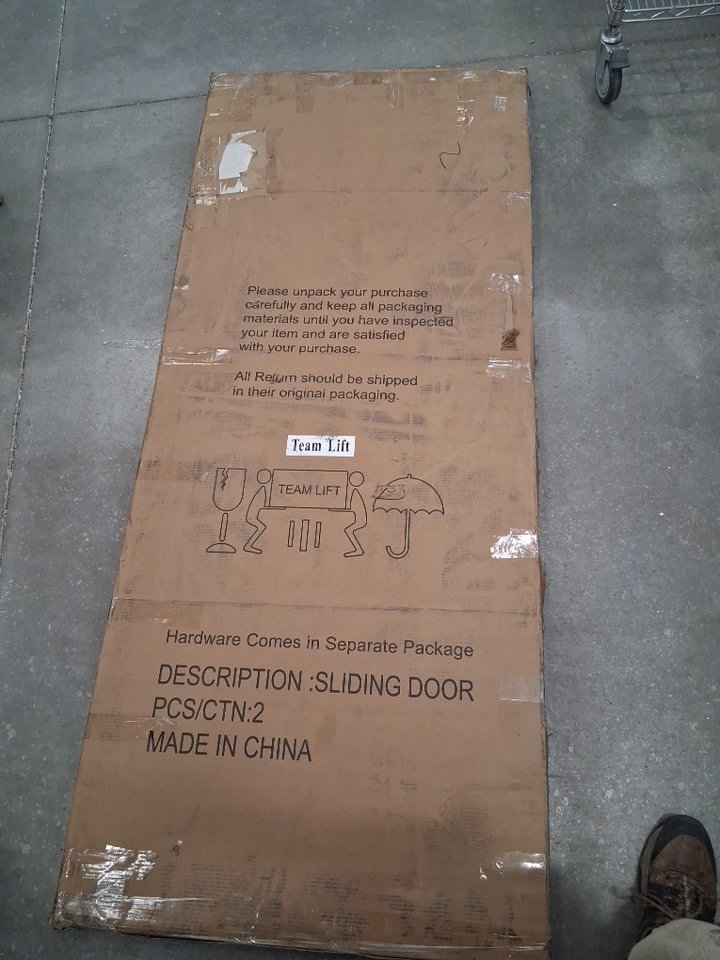 Please unpack your purchase
carefully and keep all packaging
materials until you have inspected
your item and are satisfied
with your purchase.
All Return should be shipped
in their original packaging.
Team Lift
TEAM LIFT
Hardware Comes in Separate Package
DESCRIPTION :SLIDING DOOR
PCS/CTN:2
MADE IN CHINA